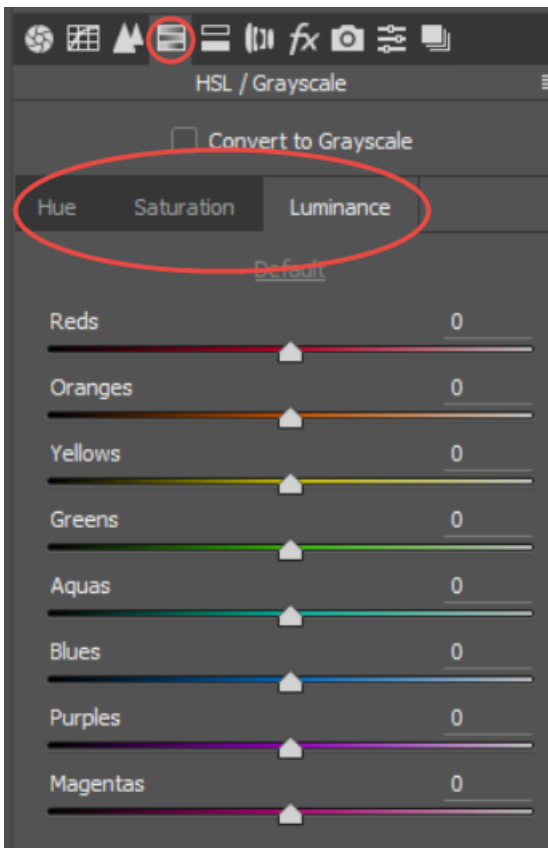 fx
HSL / Grayscale
Convert to Grayscale
Hue Saturation Luminance
Default
Reds 0
Oranges 0
Yellows 0
Greens 0
Aquas 0
Blues 0
Purples 0
Magentas 0